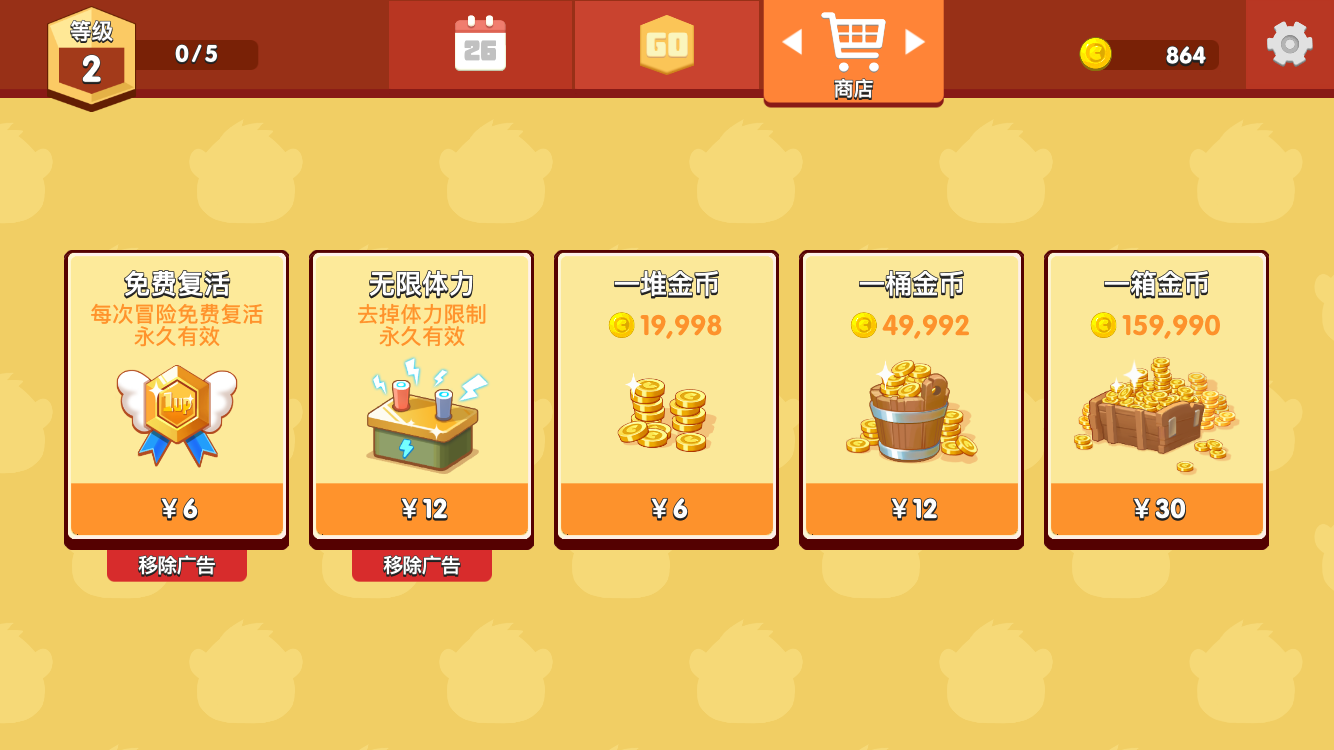 等级
2
0/5
26
GO
商店
864
免费复活
每次冒险免费复活
永久有效
1UP
¥6
移除广告
无限体力
去掉体力限制
永久有效
¥12
移除广告
一堆金币
19,998
¥6
一桶金币
49,992
¥12
一箱金币
159,990
¥30